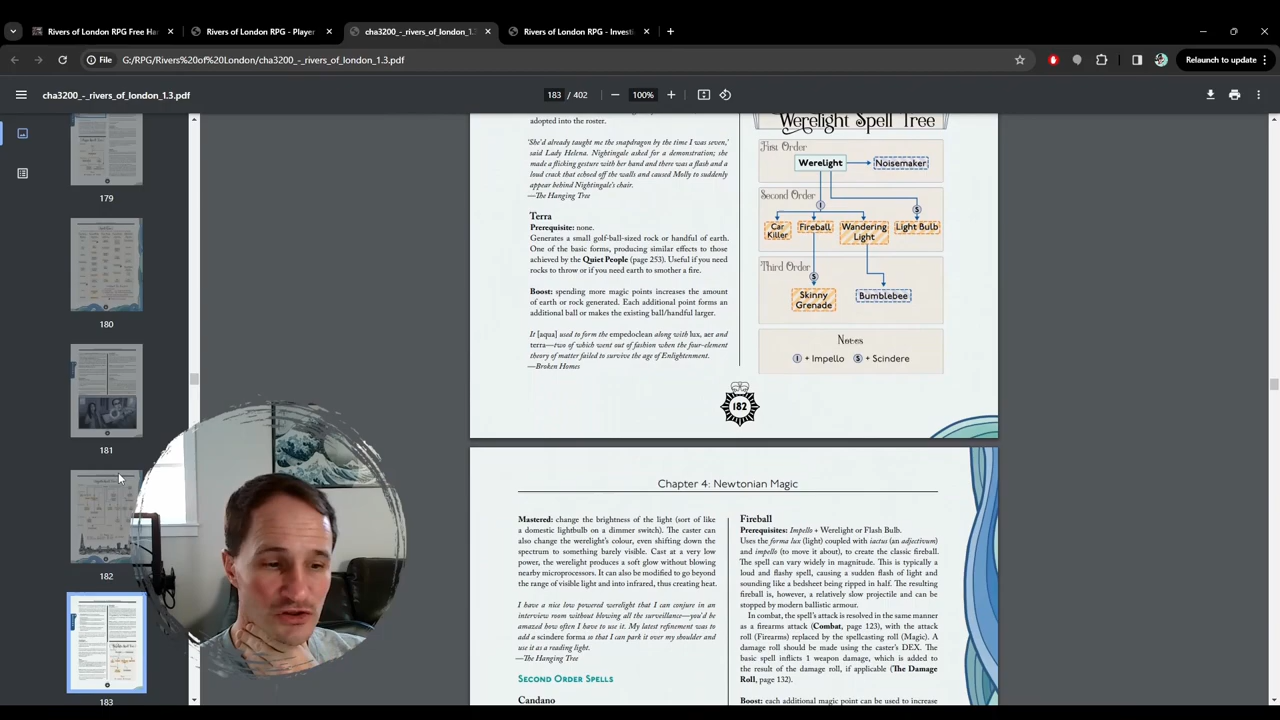 Rivers of London RPG Free Ha
Rivers of London RPG - Player
cha3200_-_rivers_of_london_1.
Rivers of London RPG - Investi
File
G:/RPG/Rivers%20of%20London/cha3200_-_rivers_of_london_1.3.pdf
Relaunch to update
cha3200_-_rivers_of_london_1.3.pdf
183 / 402
100%
179
180
181
182
183
adopted into the roster.
'She'd already taught me the snapdragon by the time I was seven,'
said Lady Helena. Nightingale asked for a demonstration; she
made a flicking gesture with her hand and there was a flash and a
loud crack that echoed off the walls and caused Molly to suddenly
appear behind Nightingale's chair.
—The Hanging Tree
Terra
Prerequisite: none.
Generates a small golf-ball-sized rock or handful of earth.
One of the basic forms, producing similar effects to those
achieved by the Quiet People (page 253). Useful if you need
rocks to throw or if you need earth to smother a fire.
Boost: spending more magic points increases the amount
of earth or rock generated. Each additional point forms an
additional ball or makes the existing ball/handful larger.
It [aqua] used to form the empedoclean along with lux, aer and
terra—two of which went out of fashion when the four-element
theory of matter failed to survive the age of Enlightenment.
—Broken Homes
Werelight Spell Tree
First Order
Werelight
Noisemaker
Second Order
I
S
Car
Killer
Fireball
Wandering
Light
Light Bulb
Third Order
S
Skinny
Grenade
Bumblebee
Notes
I + Impello S + Scindere
182
Chapter 4: Newtonian Magic
Mastered: change the brightness of the light (sort of like
a domestic lightbulb on a dimmer switch). The caster can
also change the werelight's colour, even shifting down the
spectrum to something barely visible. Cast at a very low
power, the werelight produces a soft glow without blowing
nearby microprocessors. It can also be modified to go beyond
the range of visible light and into infrared, thus creating heat.
I have a nice low powered werelight that I can conjure in an
interview room without blowing all the surveillance—you'd be
amazed how often I have to use it. My latest refinement was to
add a scindere forma so that I can park it over my shoulder and
use it as a reading light.
—The Hanging Tree
Second Order Spells
Candano
Fireball
Prerequisites: Impello + Werelight or Flash Bulb.
Uses the forma lux (light) coupled with iactus (an adjectivum)
and impello (to move it about), to create the classic fireball.
The spell can vary widely in magnitude. This is typically a
loud and flashy spell, causing a sudden flash of light and
sounding like a bedsheet being ripped in half. The resulting
fireball is, however, a relatively slow projectile and can be
stopped by modern ballistic armour.
In combat, the spell's attack is resolved in the same manner
as a firearms attack (Combat, page 123), with the attack
roll (Firearms) replaced by the spellcasting roll (Magic). A
damage roll should be made using the caster's DEX. The
basic spell inflicts 1 weapon damage, which is added to
the result of the damage roll, if applicable (The Damage
Roll, page 132).
Boost: each additional magic point can be used to increase